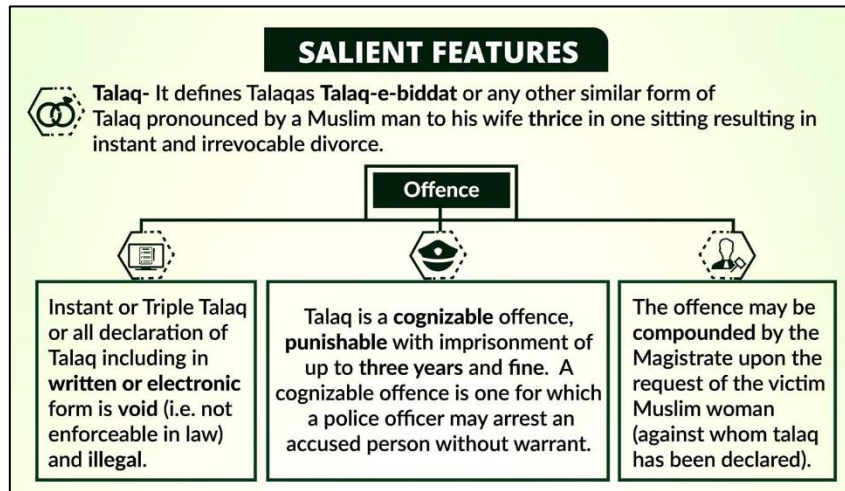 SALIENT FEATURES
Talaq- It defines Talaqas Talaq-e-biddat or any other similar form of
Talaq pronounced by a Muslim man to his wife thrice in one sitting resulting in
instant and irrevocable divorce.
Offence
Instant or Triple Talaq
or all declaration of
Talaq including in
written or electronic
form is void (i.e. not
enforceable in law)
and illegal.
Talaq is a cognizable offence,
punishable with imprisonment of
up to three years and fine. A
cognizable offence is one for which
a police officer may arrest an
accused person without warrant.
The offence may be
compounded by the
Magistrate upon the
request of the victim
Muslim woman
(against whom talaq
has been declared).